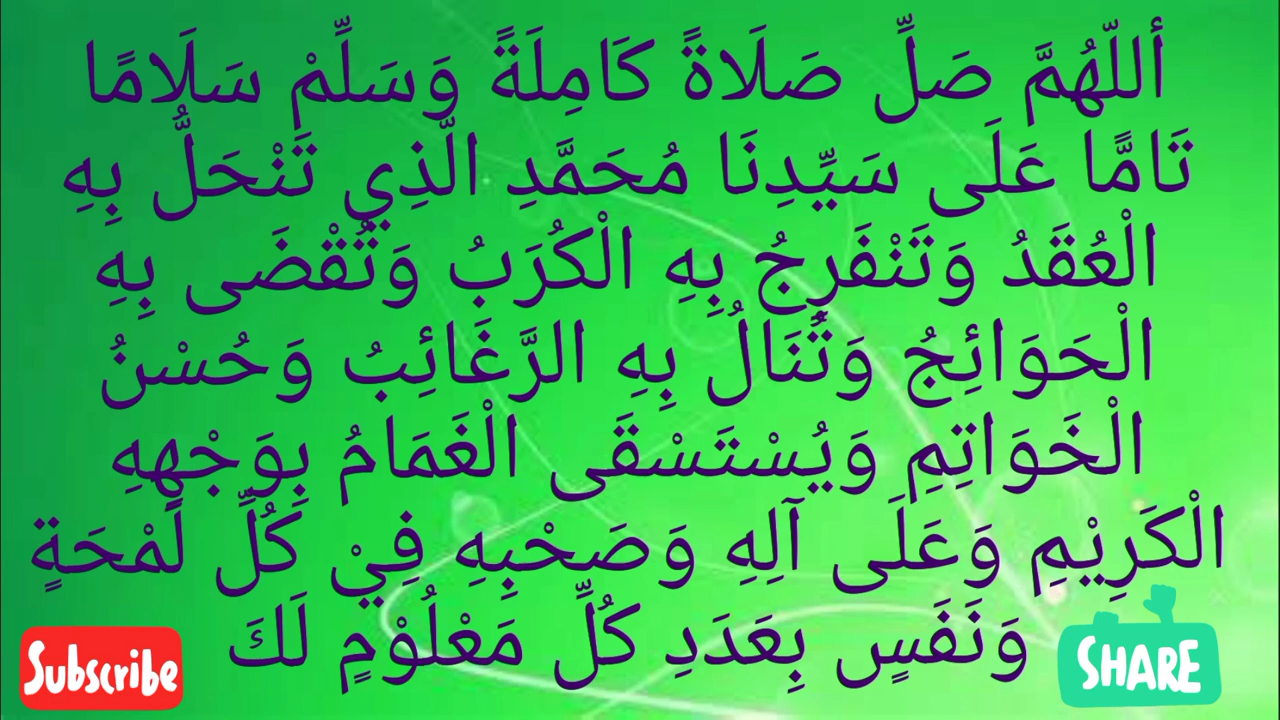 أللّهُمَّ صَلِّ صَلَاةً كَامِلَةً وَسَلِّمْ سَلَامًا
تَامًّا عَلَى سَيِّدِنَا مُحَمَّدِ الَّذِي تَنْحَلُّ بِهِ
الْعُقَدُ وَتَنْفَرِجُ بِهِ الْكُرَبُ وَتُقْضَى بِهِ
الْحَوَائِجُ وَتُنَالُ بِهِ الرَّغَائِبُ وَحُسْنُ
الْخَوَاتِمِ وَيُسْتَسْقَى الْغَمَامُ بِوَجْهِهِ
الْكَرِيْمِ وَعَلَى آلِهِ وَصَحْبِهِ فِيْ كُلِّ لَمْحَةٍ
وَنَفَسٍ بِعَدَدِ كُلِّ مَعْلُوْمٍ لَكَ
Subscribe
SHARE